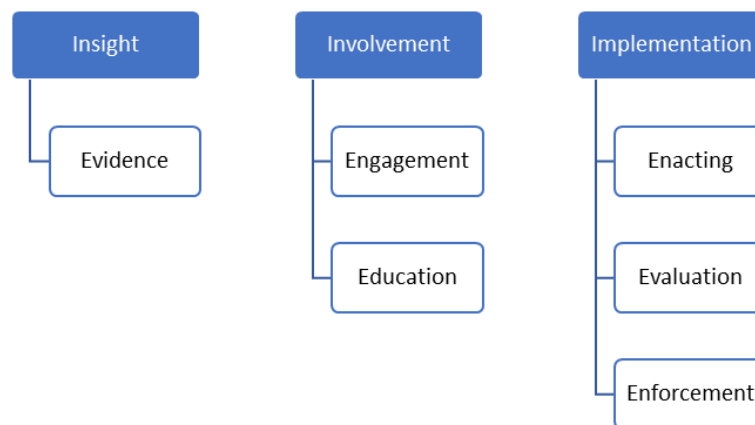 Insight
Evidence
Involvement
Engagement
Education
Implementation
Enacting
Evaluation
Enforcement